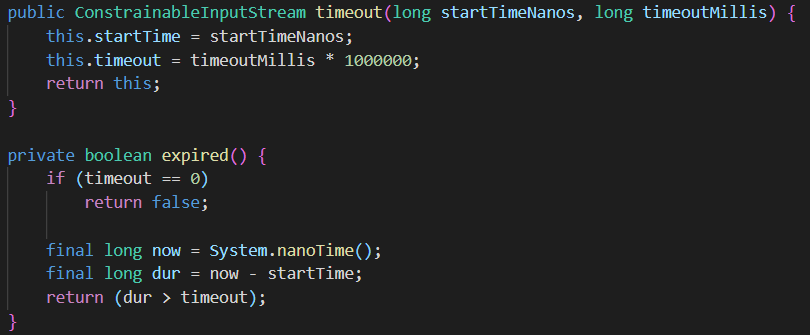 public ConstrainableInputStream timeout(long startTimeNanos, long timeoutMillis) {
    this.startTime = startTimeNanos;
    this.timeout = timeoutMillis * 1000000;
    return this;
}

private boolean expired() {
    if (timeout == 0)
        return false;

    final long now = System.nanoTime();
    final long dur = now - startTime;
    return (dur > timeout);
}